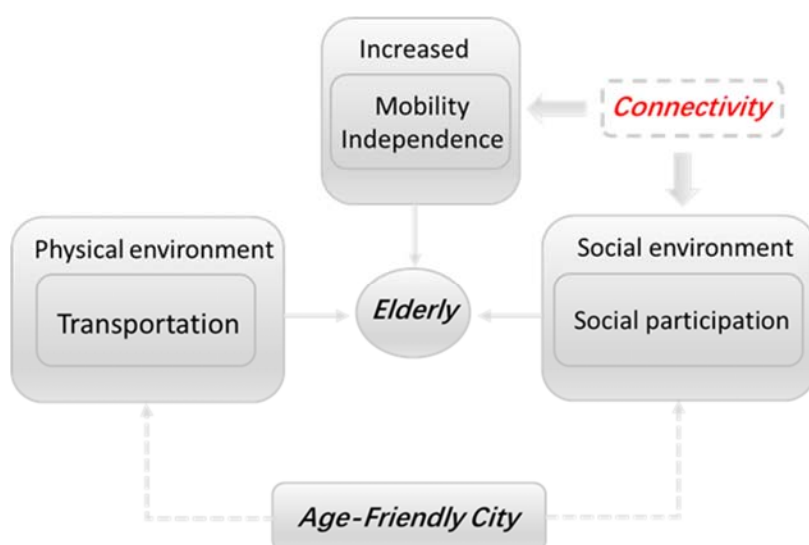 Increased
Mobility
Independence
Connectivity
Physical environment
Transportation
Elderly
Social environment
Social participation
Age-Friendly City